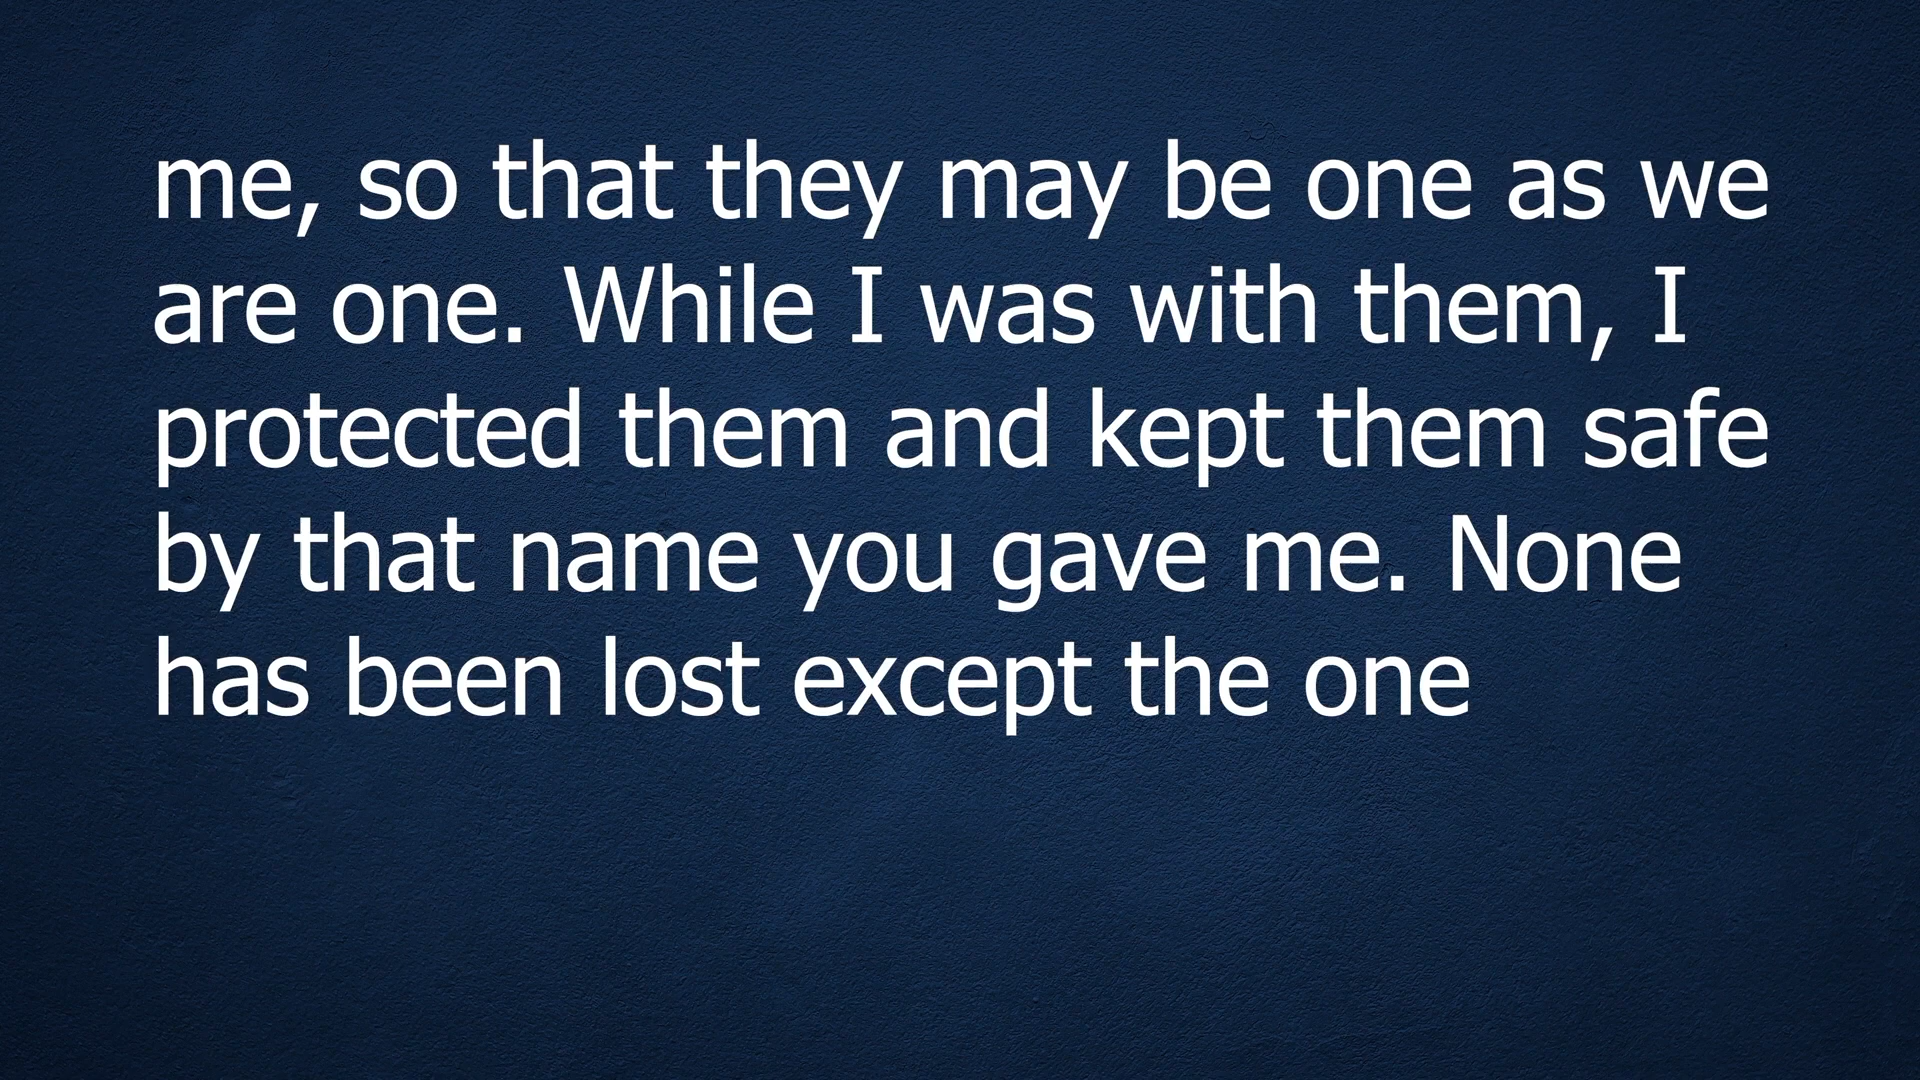 me, so that they may be one as we
are one. While I was with them, I
protected them and kept them safe
by that name you gave me. None
has been lost except the one